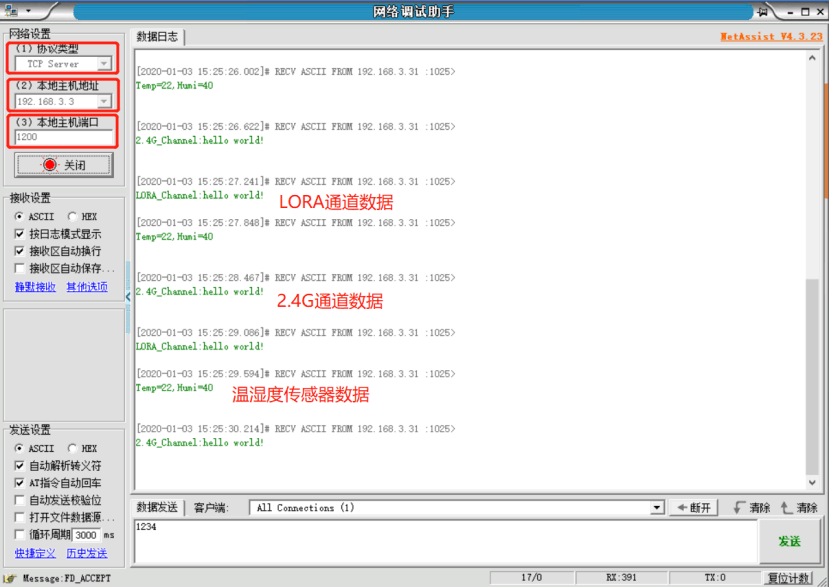 网络调试助手
网络设置
(1) 协议类型
TCP Server
(2) 本地主机地址
192.168.3.3
(3) 本地主机端口
1200
关闭
接收设置
ASCII HEX
按日志模式显示
接收区自动换行
接收区自动保存...
静默接收 其他选项
发送设置
ASCII HEX
自动解析转义符
AT指令自动回车
自动发送校验位
打开文件数据源...
循环周期 3000 ms
快捷定义 历史发送
数据日志
NetAssist V4.3.23
[2020-01-03 15:25:26.002]# RECV ASCII FROM 192.168.3.31 :1025>
Temp=22,Humi=40
[2020-01-03 15:25:26.622]# RECV ASCII FROM 192.168.3.31 :1025>
2.4G_Channel:hello world!
[2020-01-03 15:25:27.241]# RECV ASCII FROM 192.168.3.31 :1025>
LORA_Channel:hello world!
LORA通道数据
[2020-01-03 15:25:27.848]# RECV ASCII FROM 192.168.3.31 :1025>
Temp=22,Humi=40
[2020-01-03 15:25:28.467]# RECV ASCII FROM 192.168.3.31 :1025>
2.4G_Channel:hello world!
2.4G通道数据
[2020-01-03 15:25:29.086]# RECV ASCII FROM 192.168.3.31 :1025>
LORA_Channel:hello world!
[2020-01-03 15:25:29.594]# RECV ASCII FROM 192.168.3.31 :1025>
Temp=22,Humi=40
温湿度传感器数据
[2020-01-03 15:25:30.214]# RECV ASCII FROM 192.168.3.31 :1025>
2.4G_Channel:hello world!
数据发送 客户端: All Connections (1) 断开 清除 清除
1234
发送
Message:FD_ACCEPT 17/0 RX:391 TX:0 复位计数